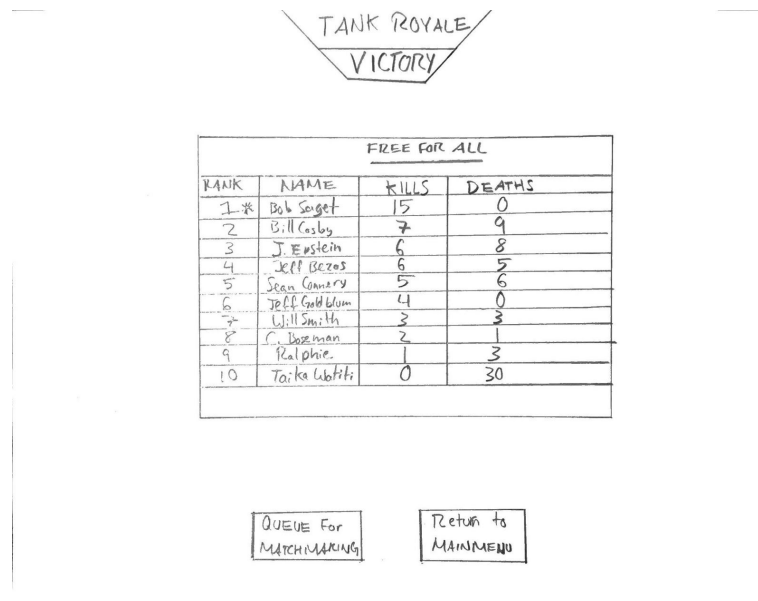 TANK ROYALE
VICTORY
FREE FOR ALL
RANK NAME KILLS DEATHS
1* Bob Saget 15 0
2 Bill Cosby 7 9
3 J. Epstein 6 8
4 Jeff Bezos 6 5
5 Sean Connery 5 6
6 Jeff Goldblum 4 0
7 Will Smith 3 3
8 C. Bozman 2 1
9 Ralphie 1 3
10 Taika Watiti 0 30
QUEUE For Return to
MATCHMAKING MAINMENU